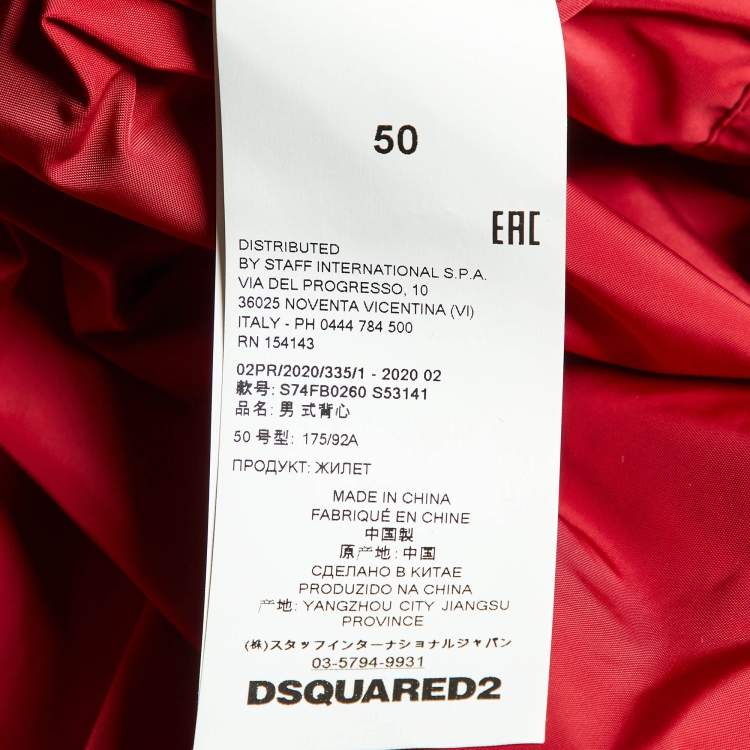 50
EAC
DISTRIBUTED
BY STAFF INTERNATIONAL S.P.A.
VIA DEL PROGRESSO, 10
36025 NOVENTA VICENTINA (VI)
ITALY - PH 0444 784 500
RN 154143
02PR/2020/335/1 - 2020 02
款号: S74FB0260 S53141
品名: 男 式背心
50 号型: 175/92A
ПРОДУКТ: ЖИЛЕТ
MADE IN CHINA
FABRIQUÉ EN CHINE
中国製
原产地: 中国
СДЕЛАНО В КИТАЕ
PRODUZIDO NA CHINA
产地: YANGZHOU CITY JIANGSU
PROVINCE
(株)スタッフインターナショナルジャパン
03-5794-9931
DSQUARED2